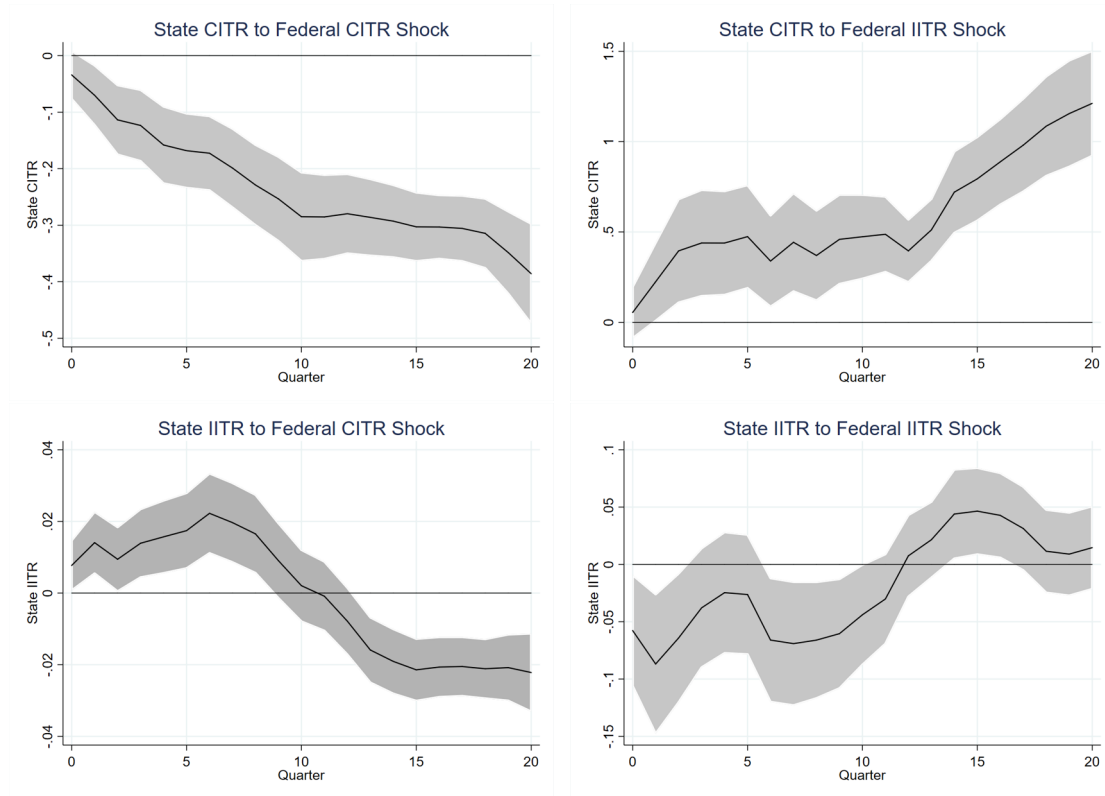 State CITR to Federal CITR Shock
State CITR
0
-.1
-.2
-.3
-.4
-.5
0 5 10 15 20
Quarter
State CITR to Federal IITR Shock
State CITR
1.5
1
.5
0
0 5 10 15 20
Quarter
State IITR to Federal CITR Shock
State IITR
.04
.02
0
-.02
-.04
0 5 10 15 20
Quarter
State IITR to Federal IITR Shock
State IITR
.1
.05
0
-.05
-.1
-.15
0 5 10 15 20
Quarter